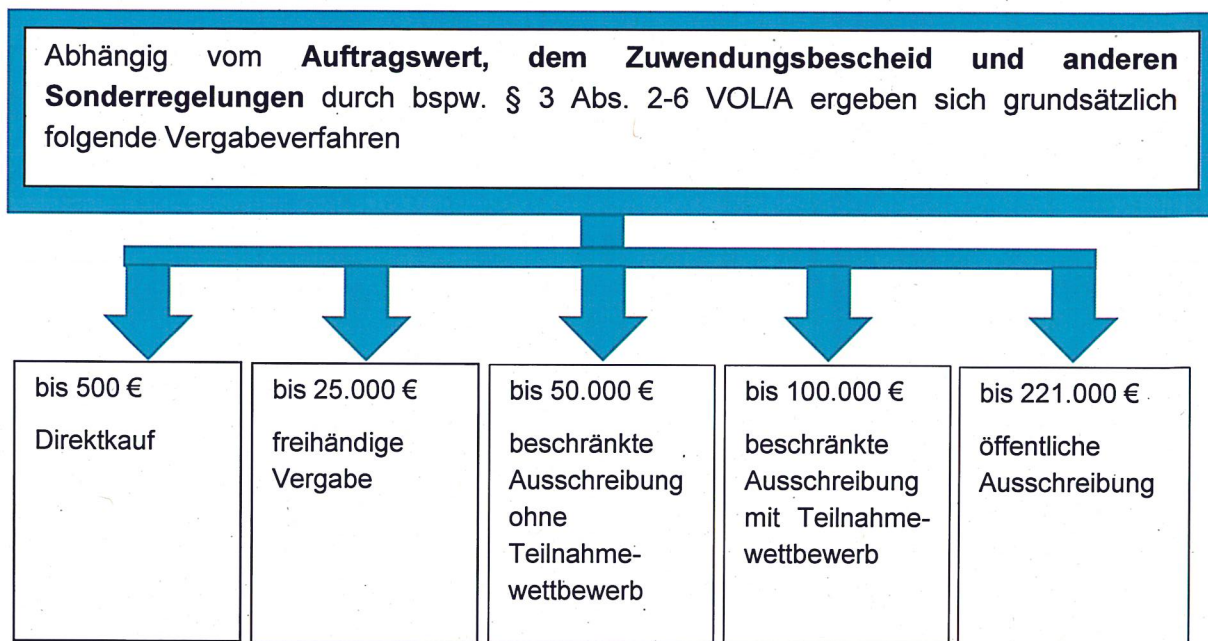 Abhängig vom Auftragswert, dem Zuwendungsbescheid und anderen
Sonderregelungen durch bspw. § 3 Abs. 2-6 VOL/A ergeben sich grundsätzlich
folgende Vergabeverfahren
bis 500 €
Direktkauf
bis 25.000 €
freihändige
Vergabe
bis 50.000 €
beschränkte
Ausschreibung
ohne
Teilnahme-
wettbewerb
bis 100.000 €
beschränkte
Ausschreibung
mit Teilnahme-
wettbewerb
bis 221.000 €
öffentliche
Ausschreibung